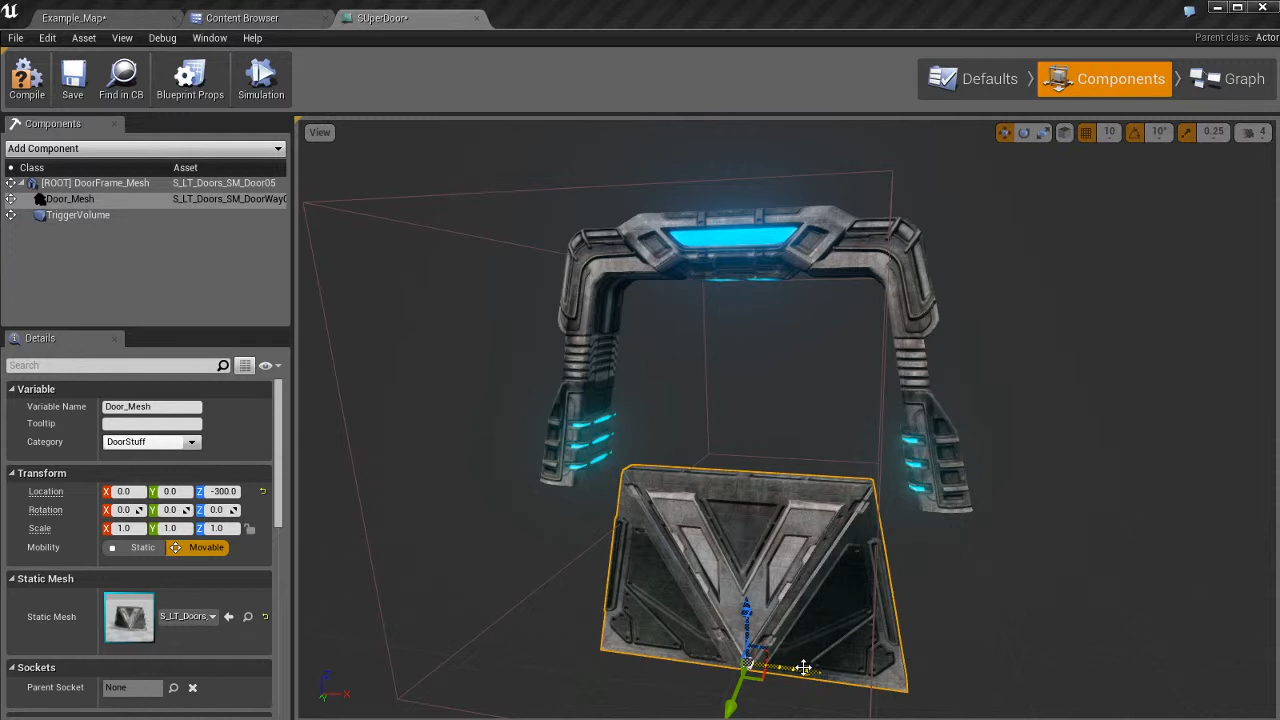 Example_Map*
Content Browser
SUperDoor*
File Edit Asset View Debug Window Help
Parent class: Actor
Compile Save Find in CB Blueprint Props Simulation
Defaults Components Graph
Components
Add Component
Class Asset
[ROOT] DoorFrame_Mesh S_LT_Doors_SM_Door05
Door_Mesh S_LT_Doors_SM_DoorWay0
TriggerVolume
View
10 10° 0.25 4
Details
Search
Variable
Variable Name Door_Mesh
Tooltip
Category DoorStuff
Transform
Location X 0.0 Y 0.0 Z -300.0
Rotation X 0.0 Y 0.0 Z 0.0
Scale X 1.0 Y 1.0 Z 1.0
Mobility Static Movable
Static Mesh
Static Mesh S_LT_Doors_
Sockets
Parent Socket None
Z
Y X